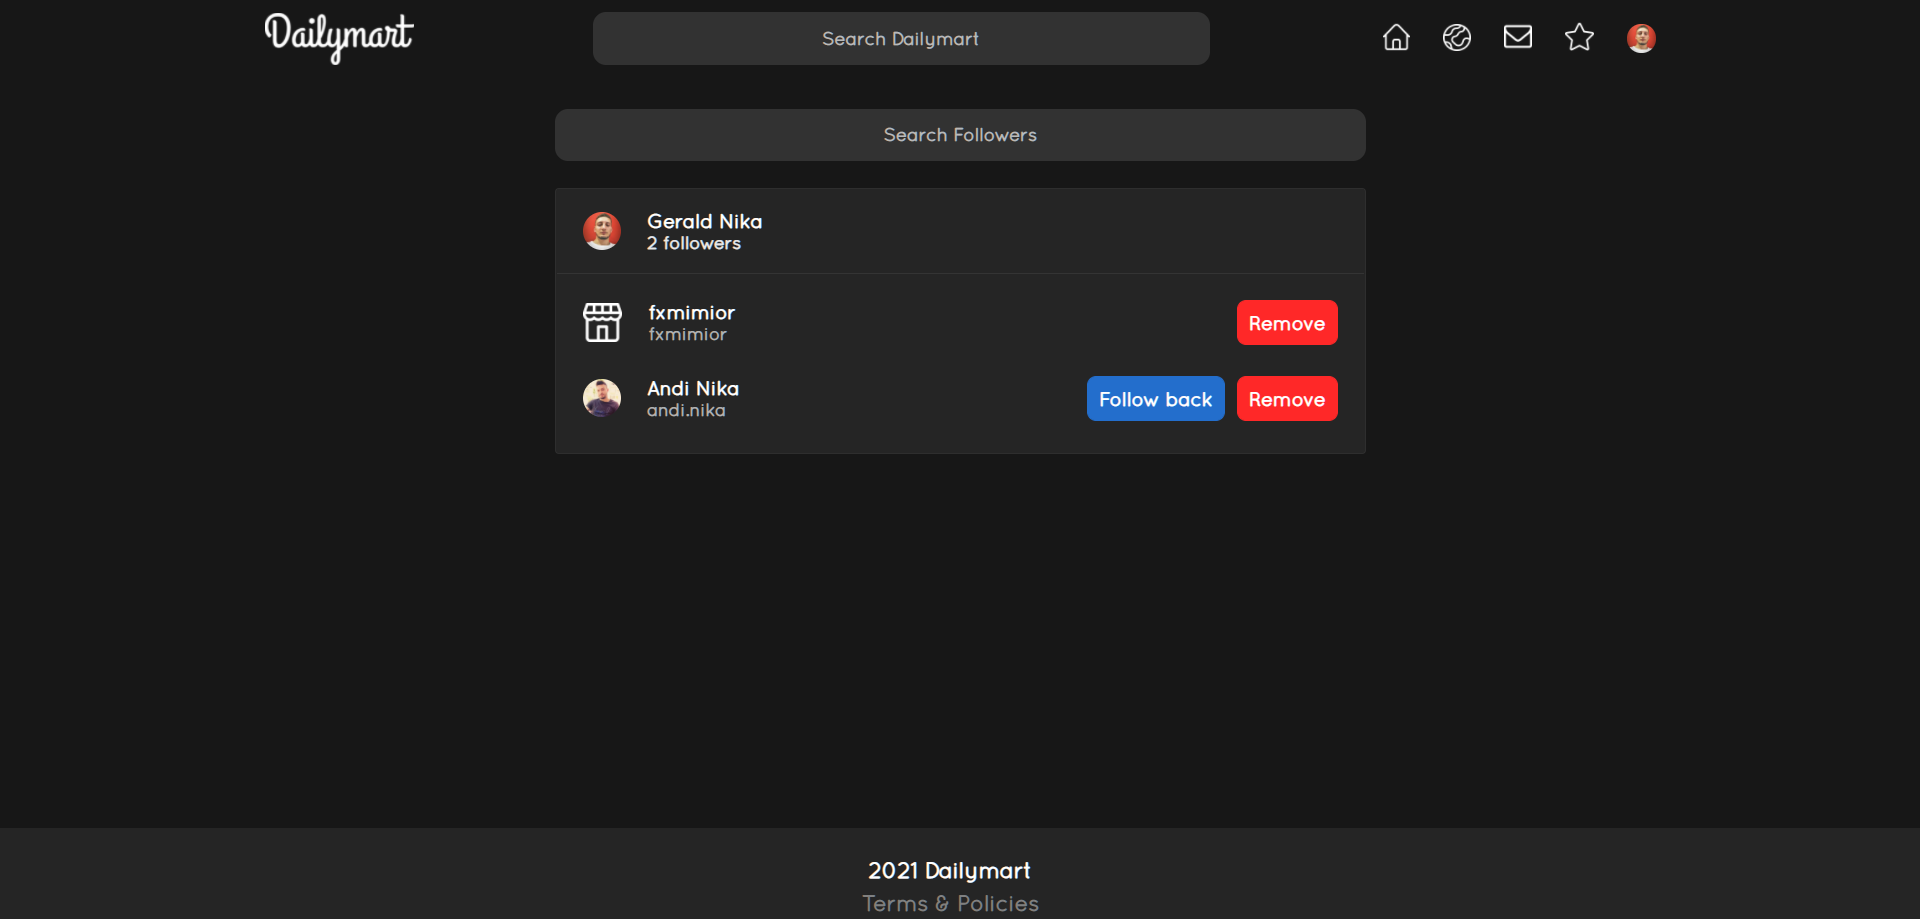 Dailymart
Search Dailymart
Search Followers
Gerald Nika
2 followers
fxmimior
fxmimior
Remove
Andi Nika
andi.nika
Follow back
Remove
2021 Dailymart
Terms & Policies